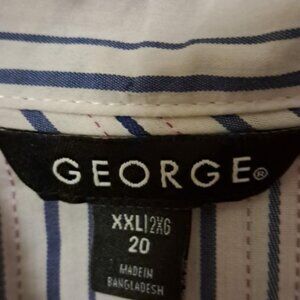 GEORGE®
XXL|2XG
20
MADE IN
BANGLADESH